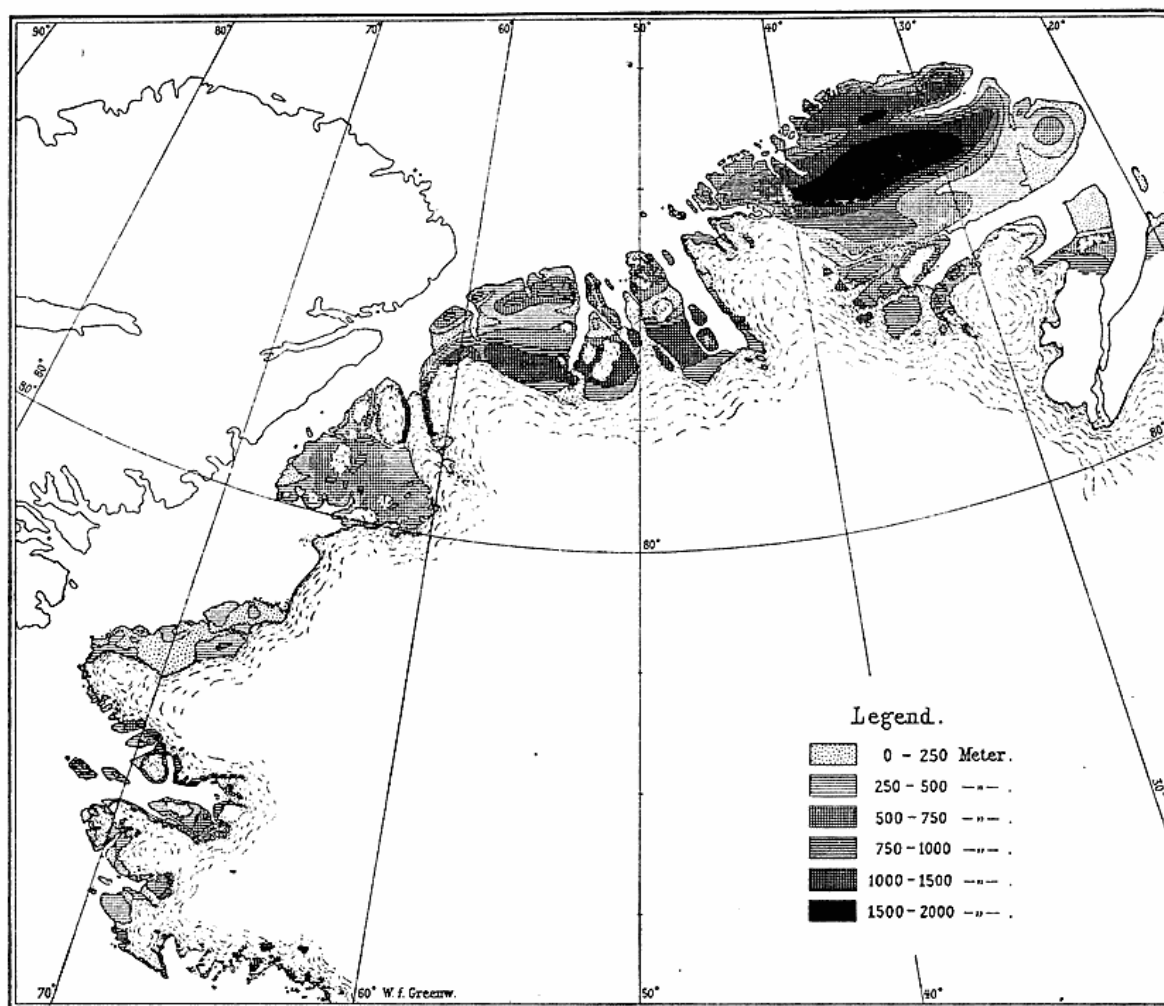 90° 80° 70° 60° 50° 40° 30° 20°
80°
80°
80°
80°
Legend.
0 - 250 Meter.
250 - 500 —"— .
500 - 750 —"— .
750 - 1000 —"— .
1000 - 1500 —"— .
1500 - 2000 —"— .
30°
70° 60° W. f. Greenw. 50° 40°